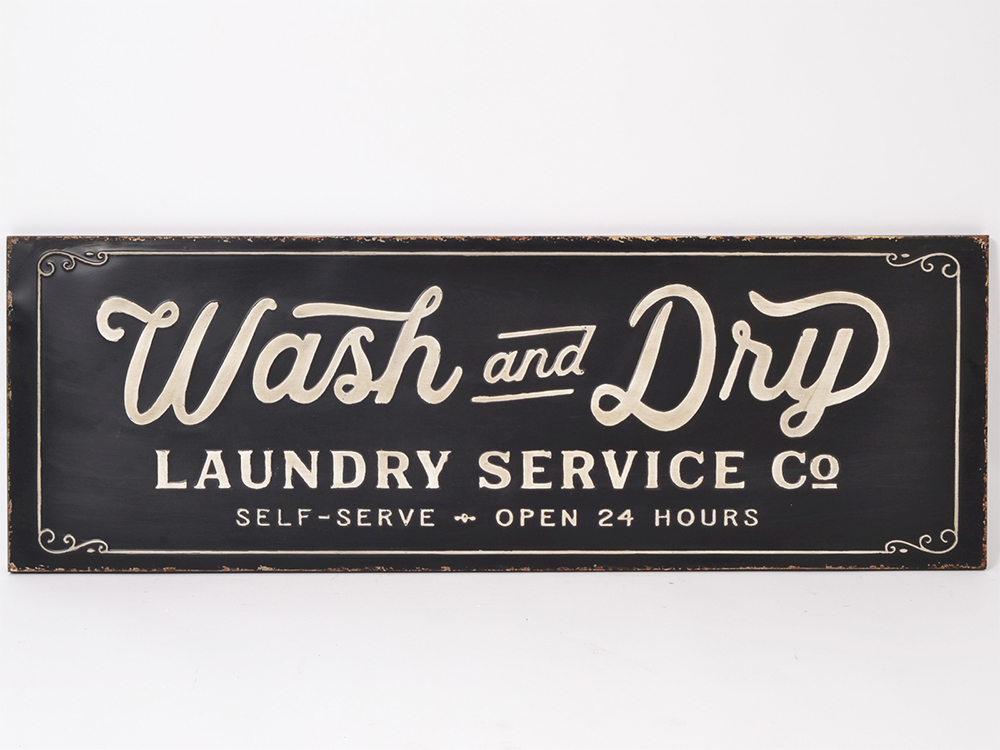 Wash and Dry
LAUNDRY SERVICE Co
SELF-SERVE OPEN 24 HOURS